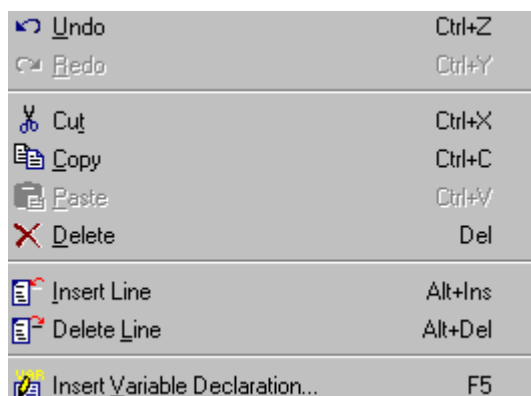 Undo Ctrl+Z
Redo Ctrl+Y
Cut Ctrl+X
Copy Ctrl+C
Paste Ctrl+V
Delete Del
Insert Line Alt+Ins
Delete Line Alt+Del
VAR
Insert Variable Declaration... F5